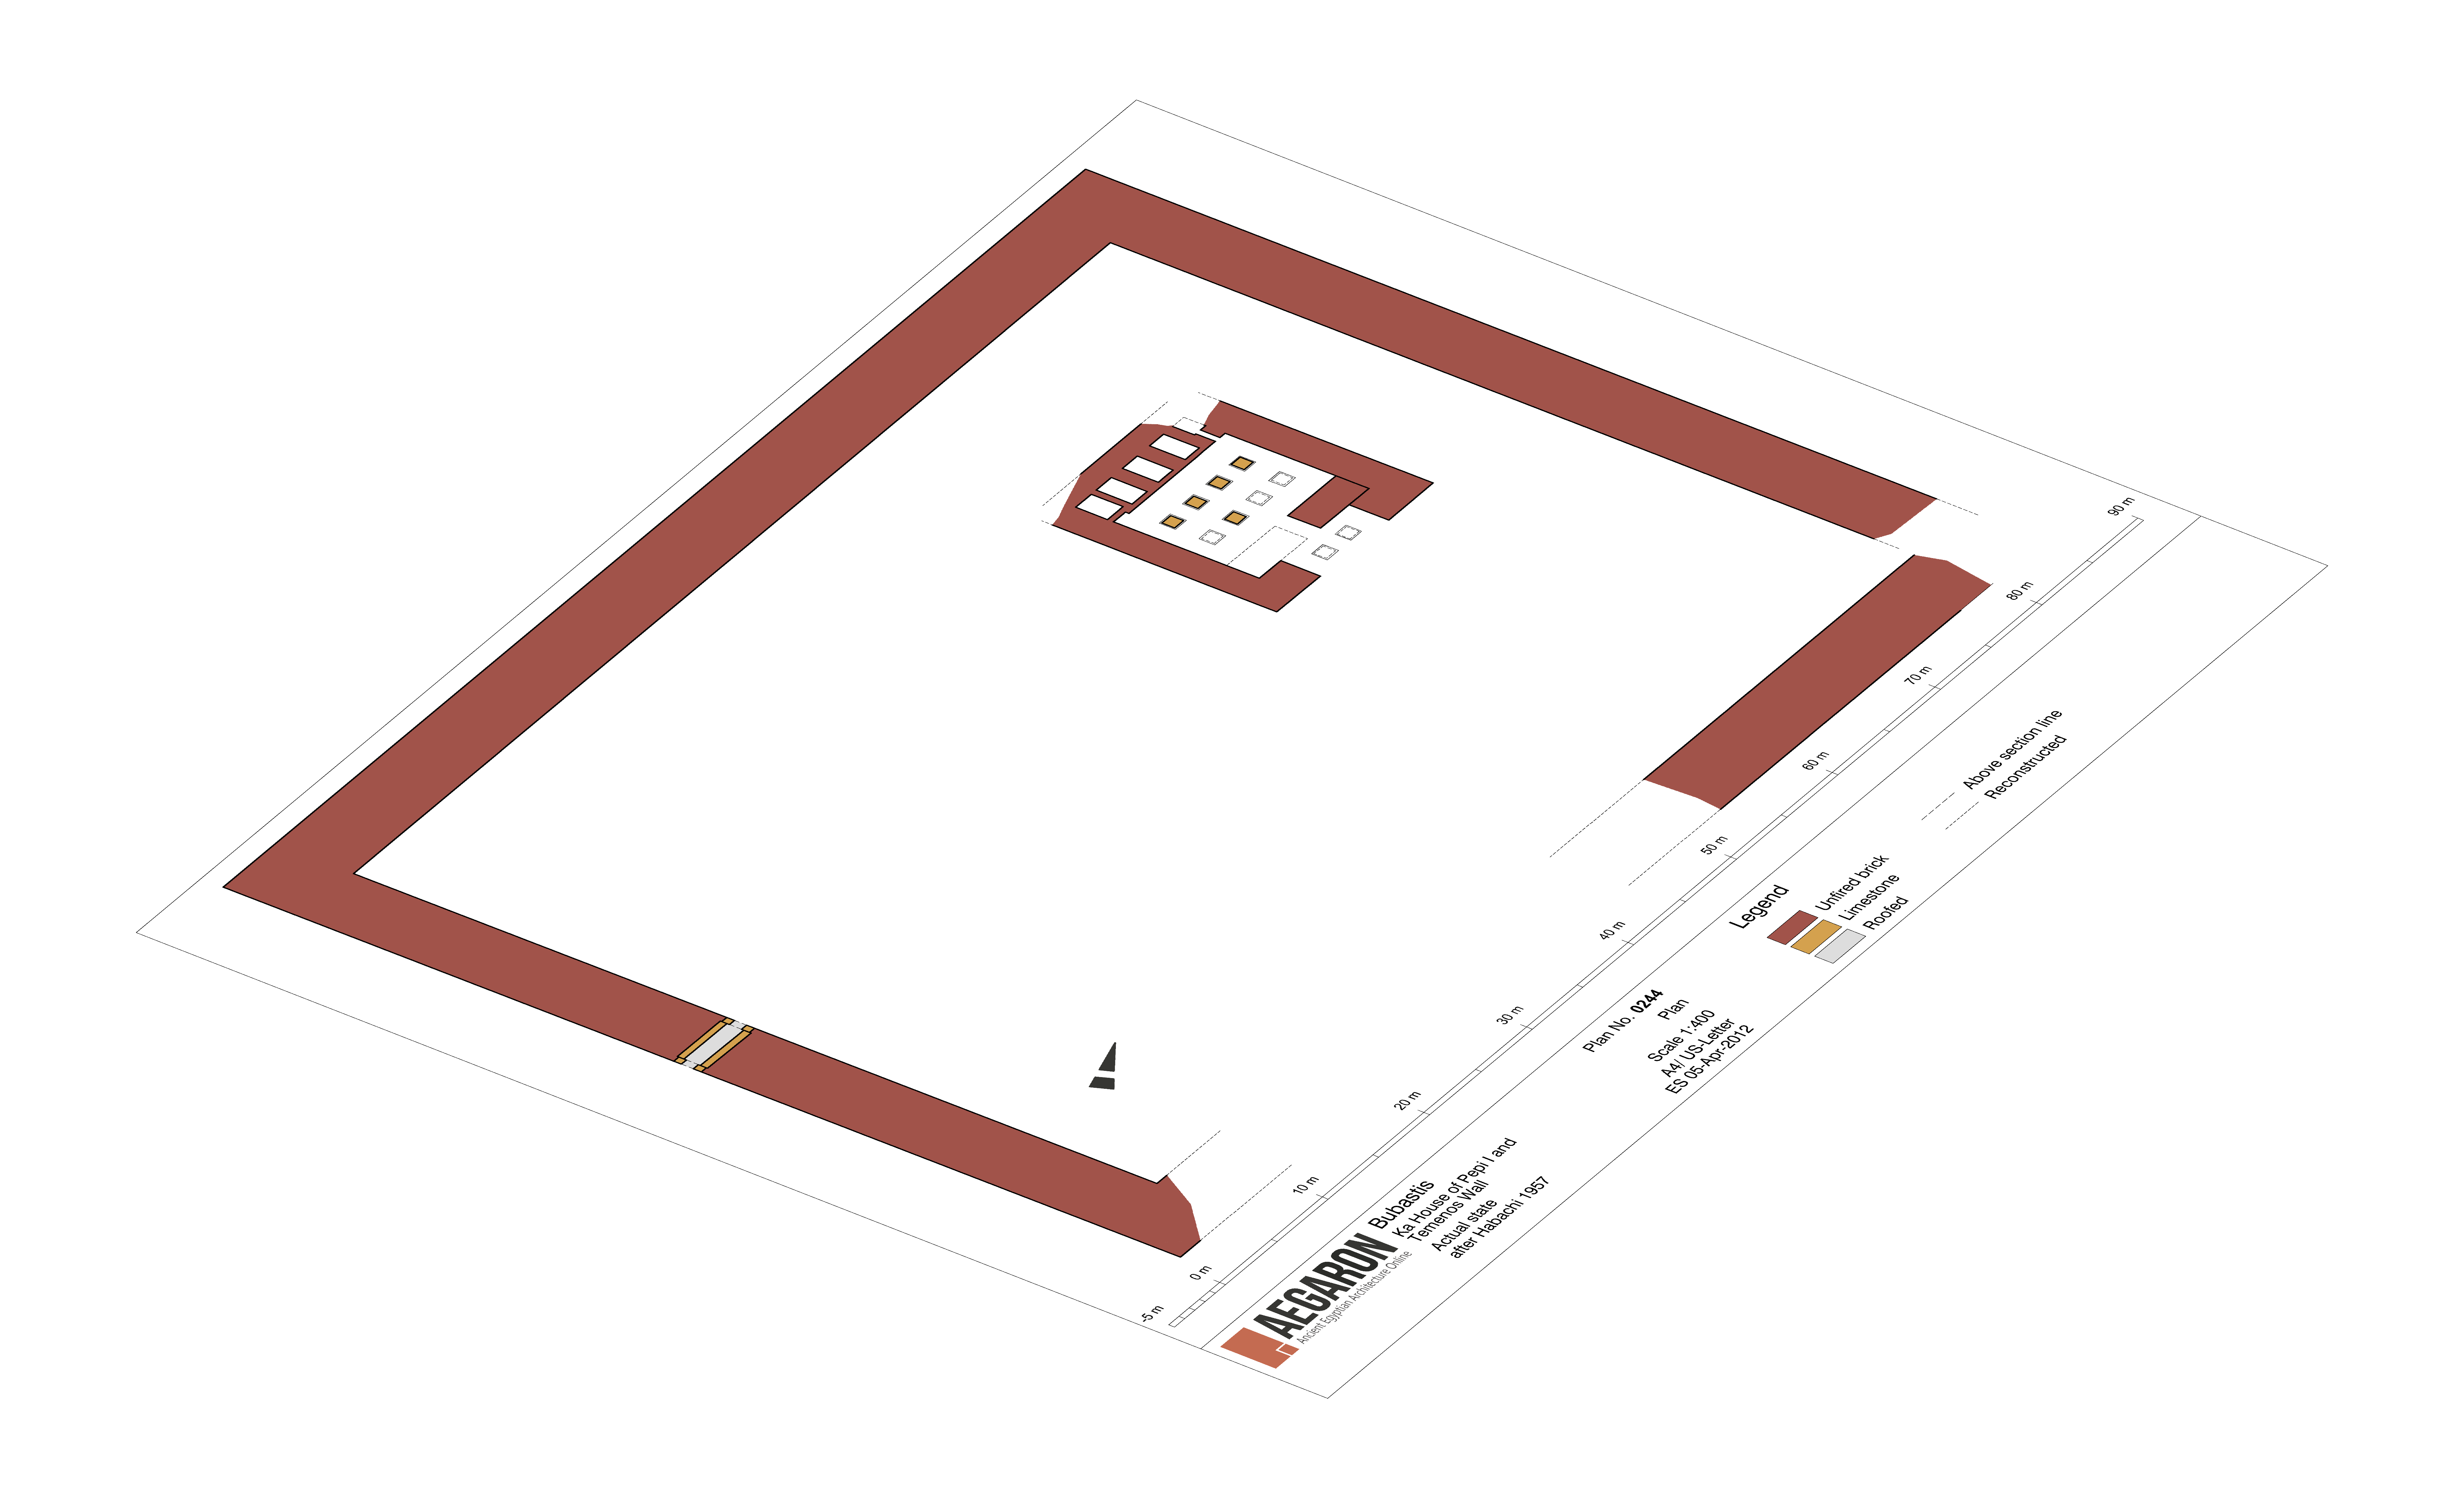 -5 m
0 m
10 m
20 m
30 m
40 m
50 m
60 m
70 m
80 m
90 m
AEGARON
Ancient Egyptian Architecture Online
Bubastis
Ka House of Pepi I and
Temenos Wall
Actual state
after Habachi 1957
Plan No. 0244
Plan
Scale 1:400
A4/ US-Letter
ES 05-Apr-2012
Legend
Unfired brick
Limestone
Roofed
Above section line
Reconstructed